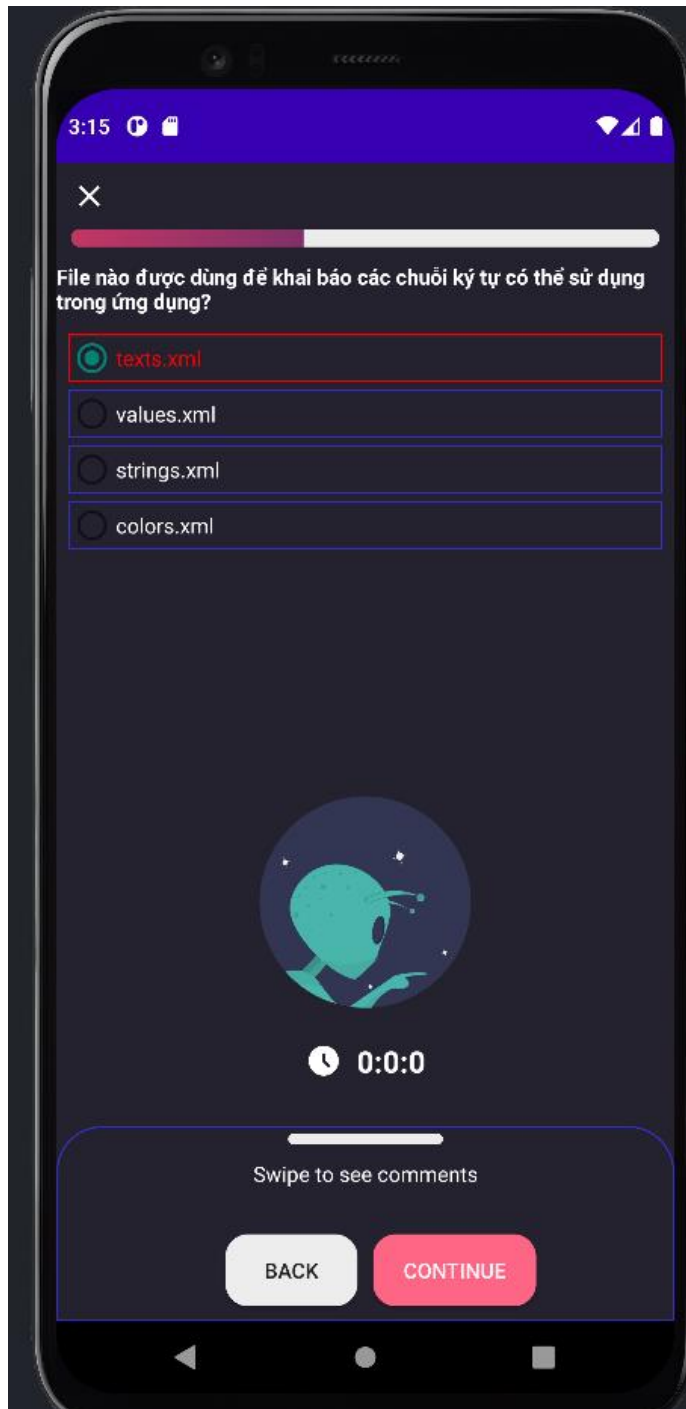 3:15
File nào được dùng để khai báo các chuỗi ký tự có thể sử dụng
trong ứng dụng?
texts.xml
values.xml
strings.xml
colors.xml
0:0:0
Swipe to see comments
BACK
CONTINUE